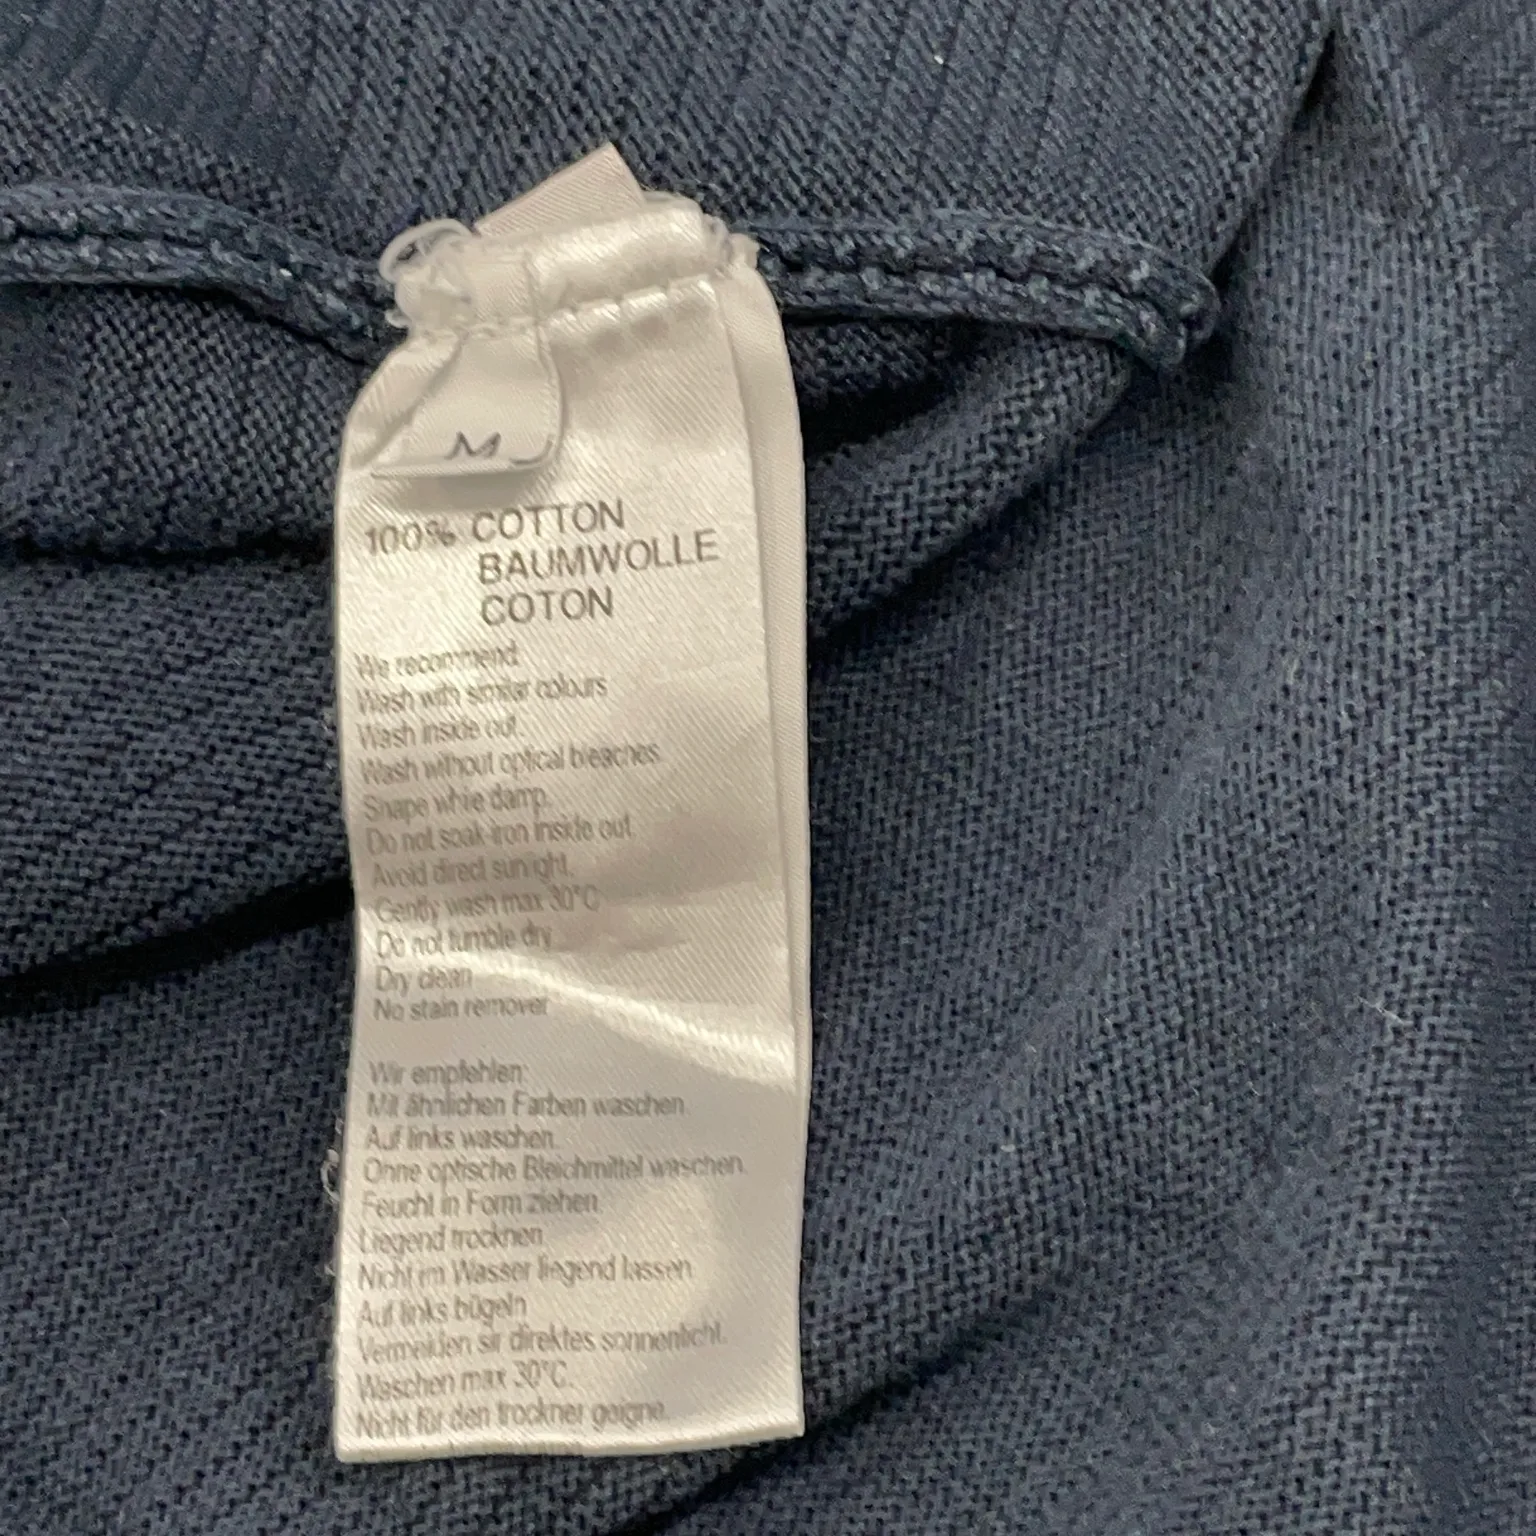 M
100% COTTON
BAUMWOLLE
COTON
We recommend:
Wash with similar colours
Wash inside out.
Wash without optical bleaches.
Shape while damp.
Do not soak-iron inside out
Avoid direct sunlight.
Gently wash max 30°C
Do not tumble dry
Dry clean
No stain remover
Wir empfehlen:
Mit ähnlichen Farben waschen.
Auf links waschen.
Ohne optische Bleichmittel waschen.
Feucht in Form ziehen.
Liegend trocknen
Nicht im Wasser liegend lassen
Auf links bügeln
Vermeiden sir direktes sonnenlicht.
Waschen max 30°C.
Nicht für den trockner geigne.